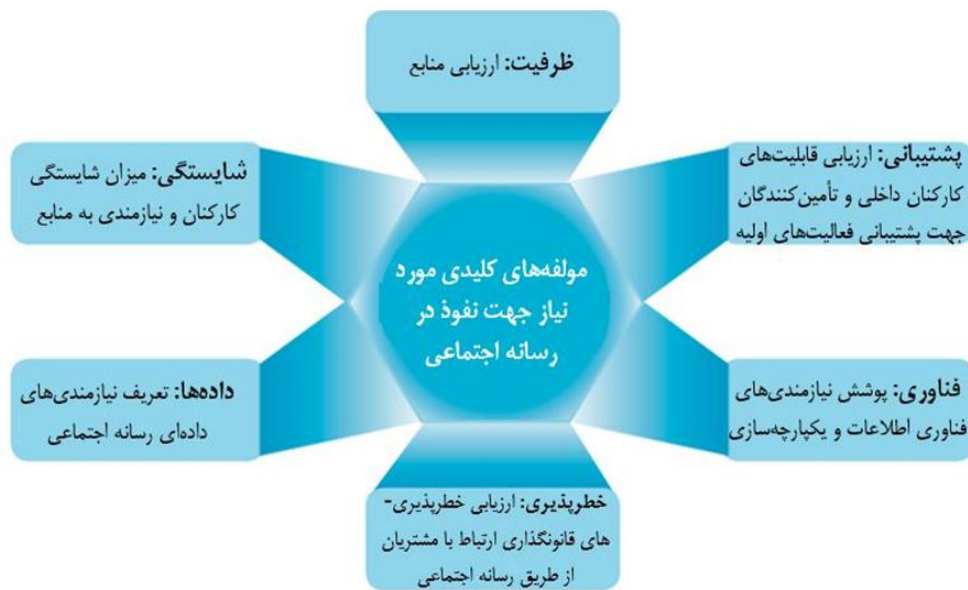 ظرفیت: ارزیابی منابع
پشتیبانی: ارزیابی قابلیت‌های
کارکنان داخلی و تأمین‌کنندگان
جهت پشتیبانی فعالیت‌های اولیه
شایستگی: میزان شایستگی
کارکنان و نیازمندی به منابع
مولفه‌های کلیدی مورد
نیاز جهت نفوذ در
رسانه اجتماعی
فناوری: پوشش نیازمندی‌های
فناوری اطلاعات و یکپارچه‌سازی
داده‌ها: تعریف نیازمندی‌های
داده‌ای رسانه اجتماعی
خطرپذیری: ارزیابی خطرپذیری-
های قانونگذاری ارتباط با مشتریان
از طریق رسانه اجتماعی